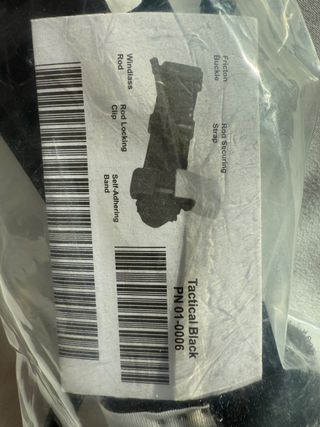 Friction
Buckle
Windlass
Rod
Rod Securing
Strap
Rod Locking
Clip
Self-Adhering
Band
Tactical Black
PN 01-0006